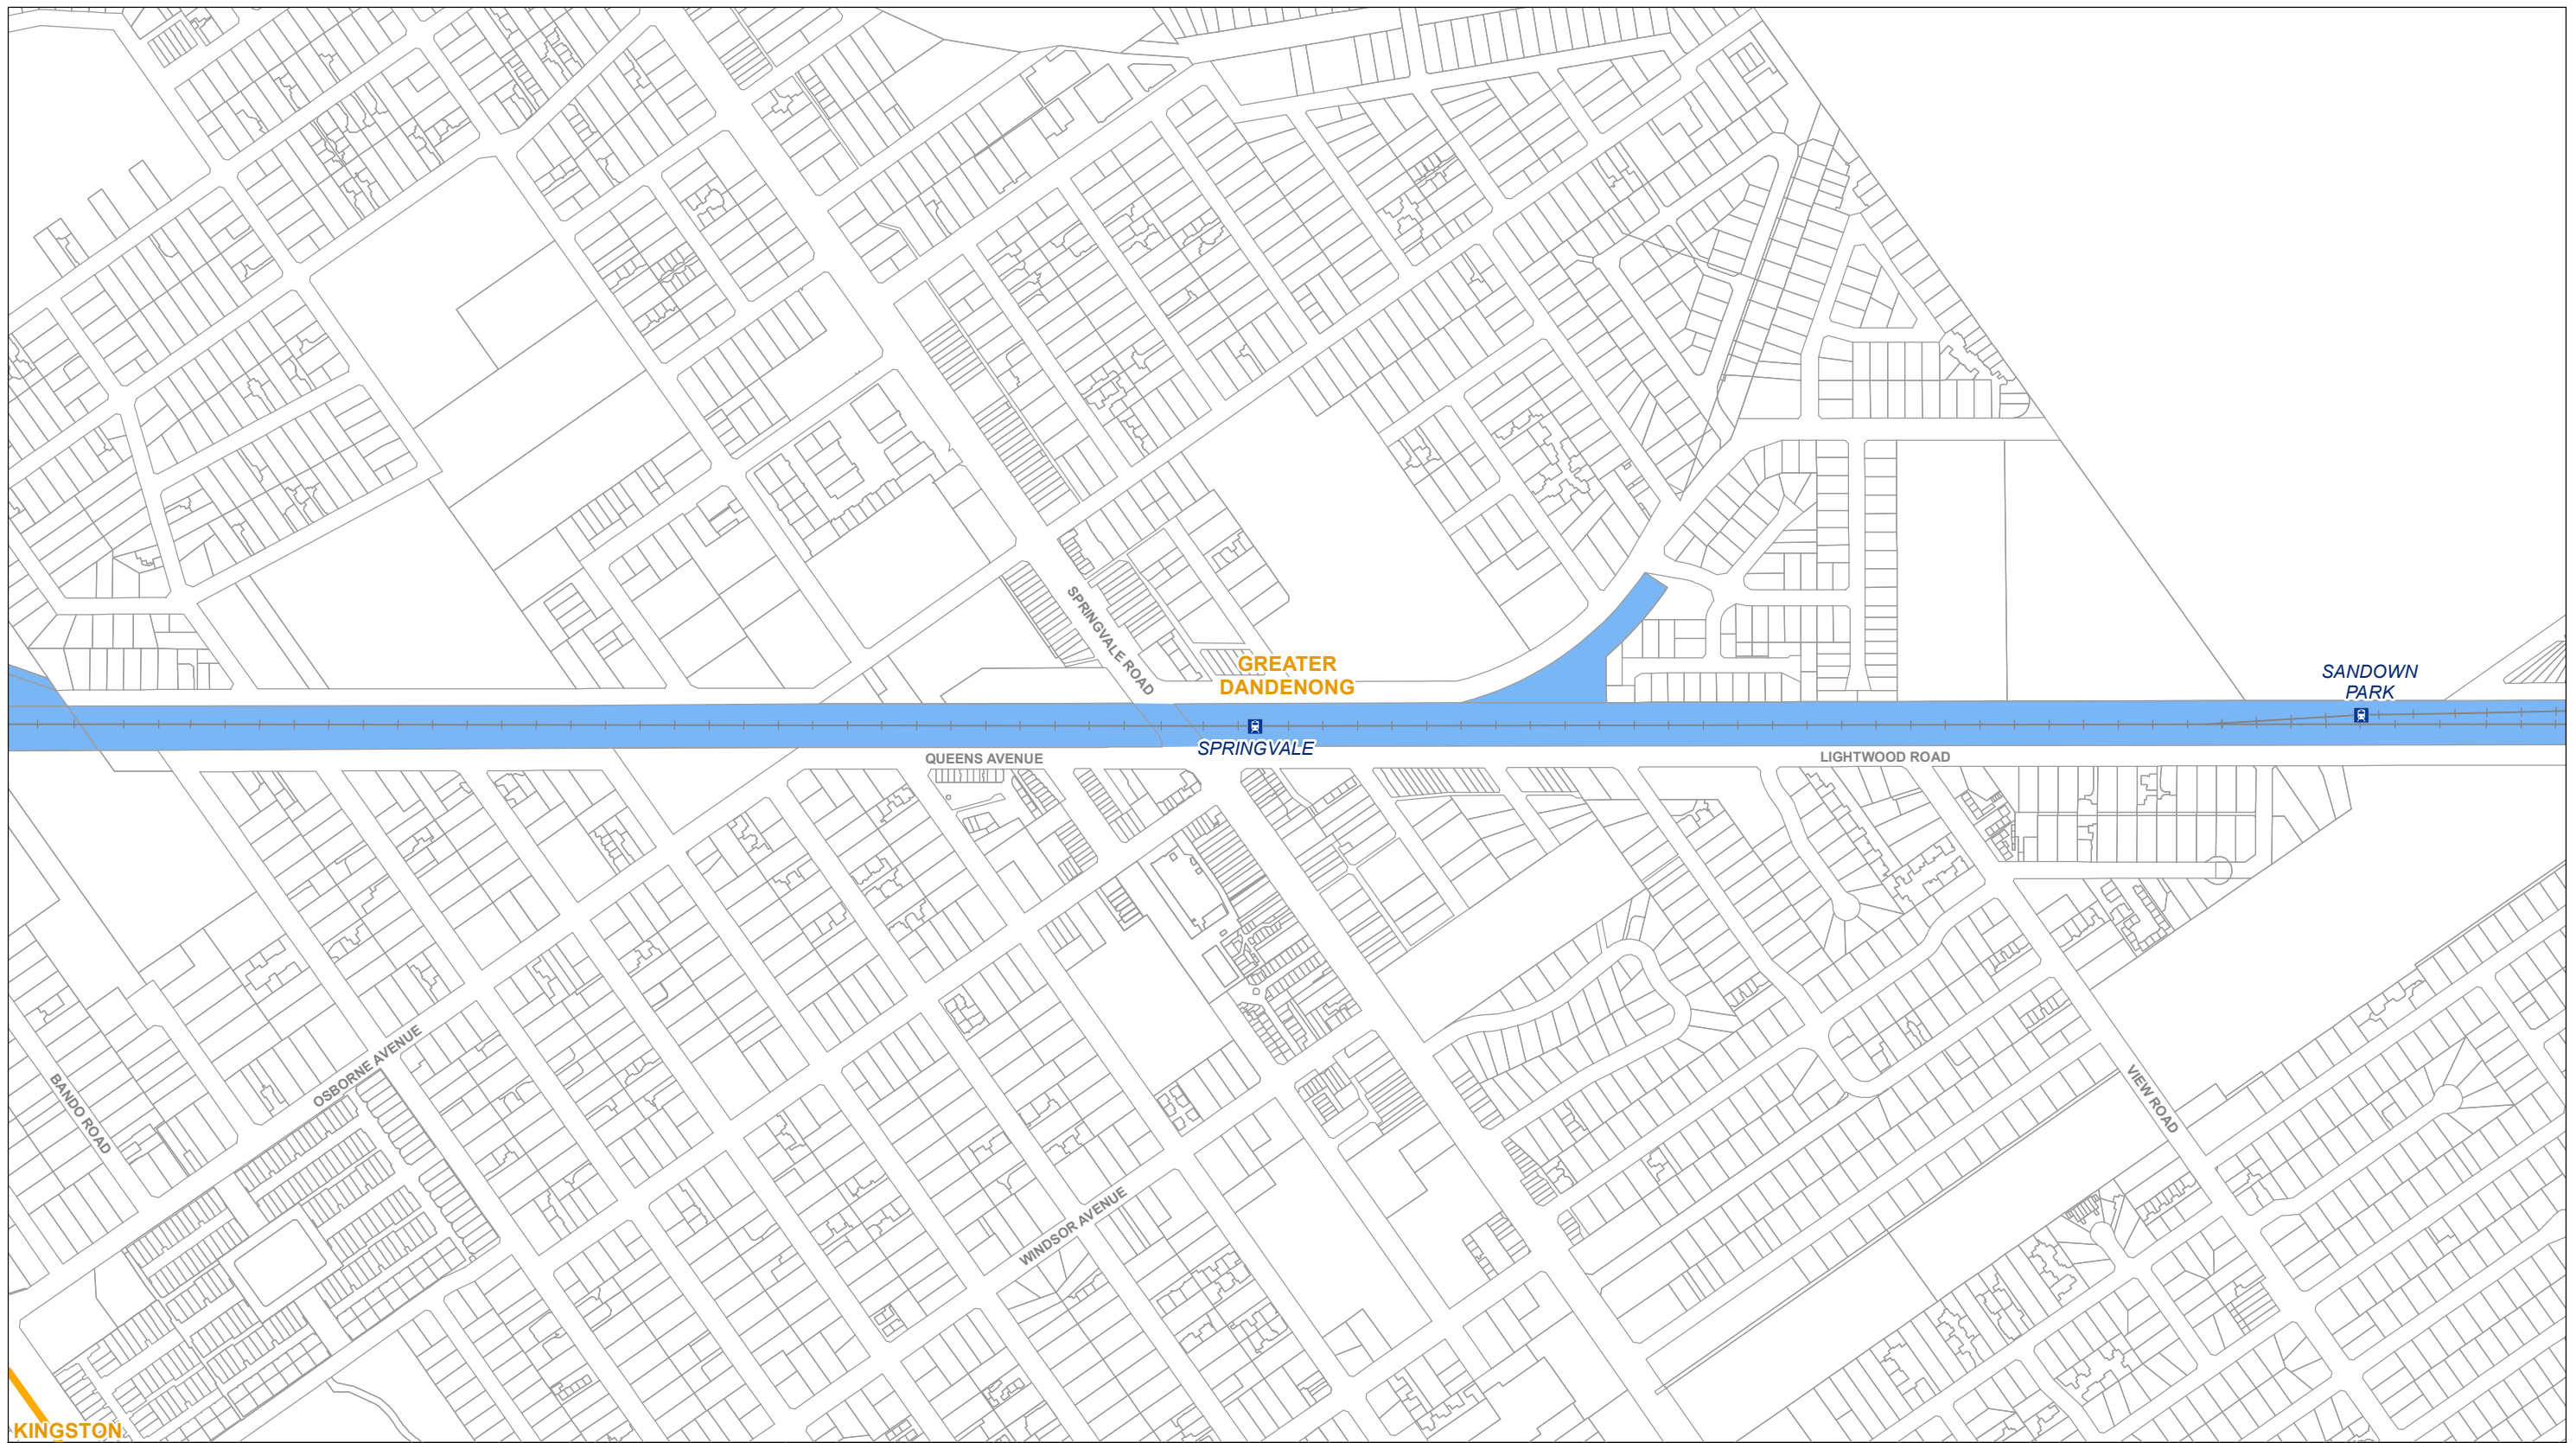 SPRINGVALE ROAD
GREATER
DANDENONG
SANDOWN
PARK
SPRINGVALE
QUEENS AVENUE
LIGHTWOOD ROAD
OSBORNE AVENUE
BANDO ROAD
VIEW ROAD
WINDSOR AVENUE
KINGSTON